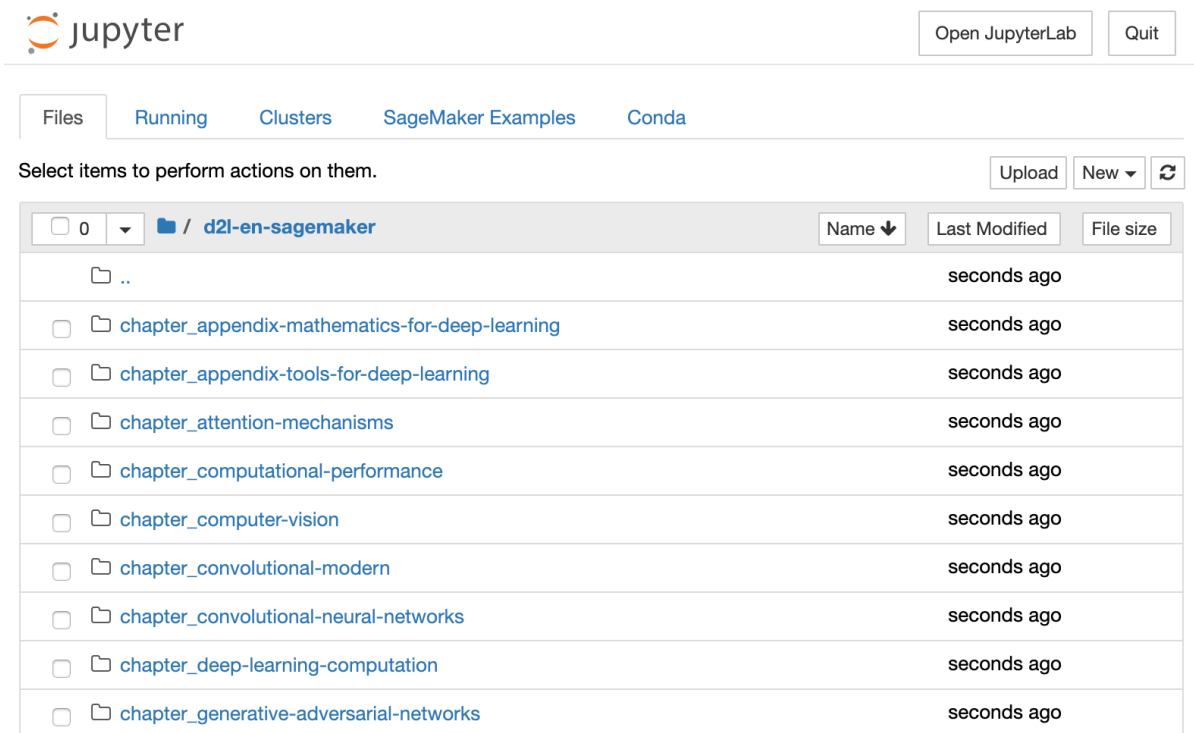 jupyter Open JupyterLab Quit
Files Running Clusters SageMaker Examples Conda
Select items to perform actions on them. Upload New
0 / d2l-en-sagemaker Name Last Modified File size
.. seconds ago
chapter_appendix-mathematics-for-deep-learning seconds ago
chapter_appendix-tools-for-deep-learning seconds ago
chapter_attention-mechanisms seconds ago
chapter_computational-performance seconds ago
chapter_computer-vision seconds ago
chapter_convolutional-modern seconds ago
chapter_convolutional-neural-networks seconds ago
chapter_deep-learning-computation seconds ago
chapter_generative-adversarial-networks seconds ago